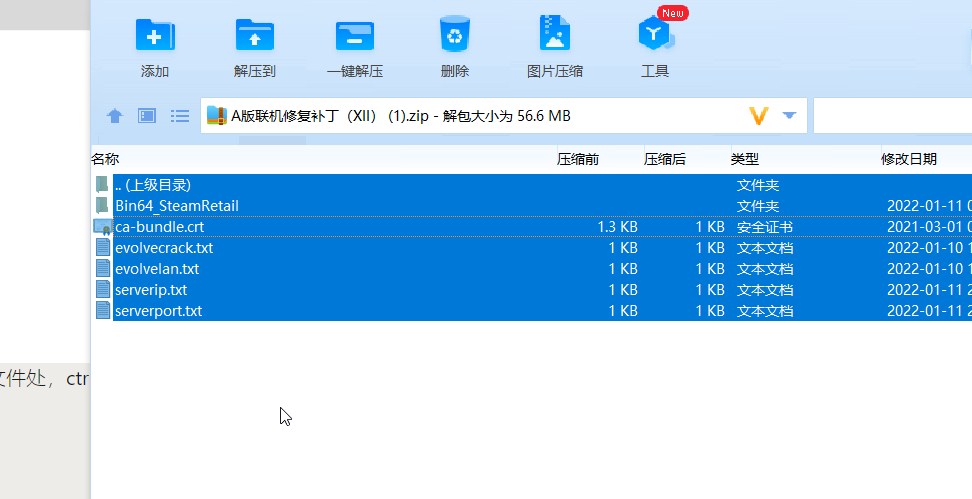 New
添加 解压到 一键解压 删除 图片压缩 工具
A版联机修复补丁（XII） (1).zip - 解包大小为 56.6 MB
名称 压缩前 压缩后 类型 修改日期
.. (上级目录) 文件夹
Bin64_SteamRetail 文件夹 2022-01-11
ca-bundle.crt 1.3 KB 1 KB 安全证书 2021-03-01
evolvecrack.txt 1 KB 1 KB 文本文档 2022-01-10
evolvelan.txt 1 KB 1 KB 文本文档 2022-01-10
serverip.txt 1 KB 1 KB 文本文档 2022-01-11
serverport.txt 1 KB 1 KB 文本文档 2022-01-11
文件处，ctr